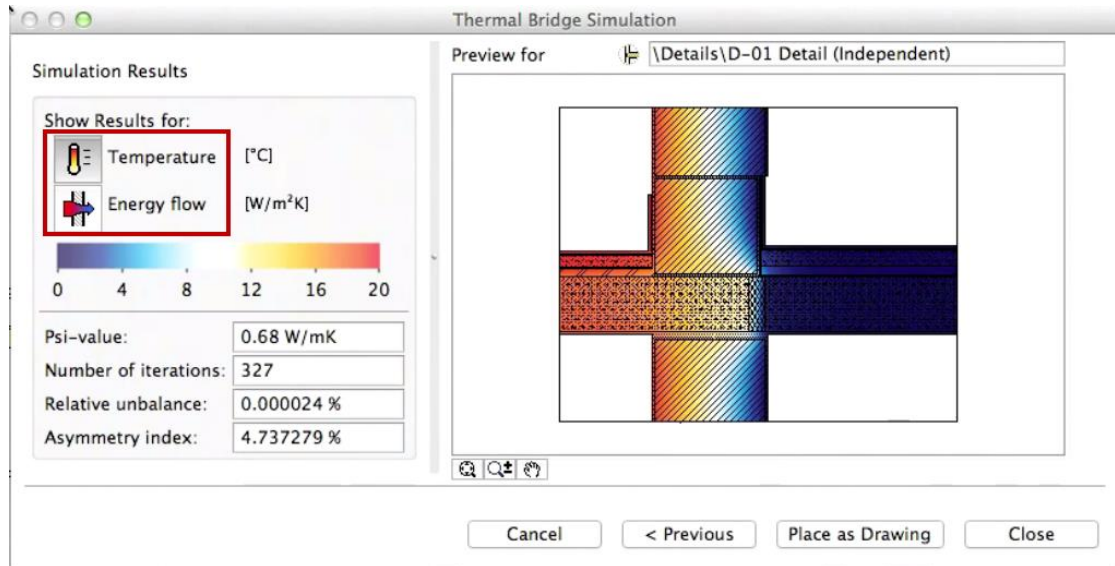 Thermal Bridge Simulation
Simulation Results
Show Results for:
Temperature [°C]
Energy flow [W/m²K]
0 4 8 12 16 20
Psi-value: 0.68 W/mK
Number of iterations: 327
Relative unbalance: 0.000024 %
Asymmetry index: 4.737279 %
Preview for \Details\D-01 Detail (Independent)
Cancel < Previous Place as Drawing Close